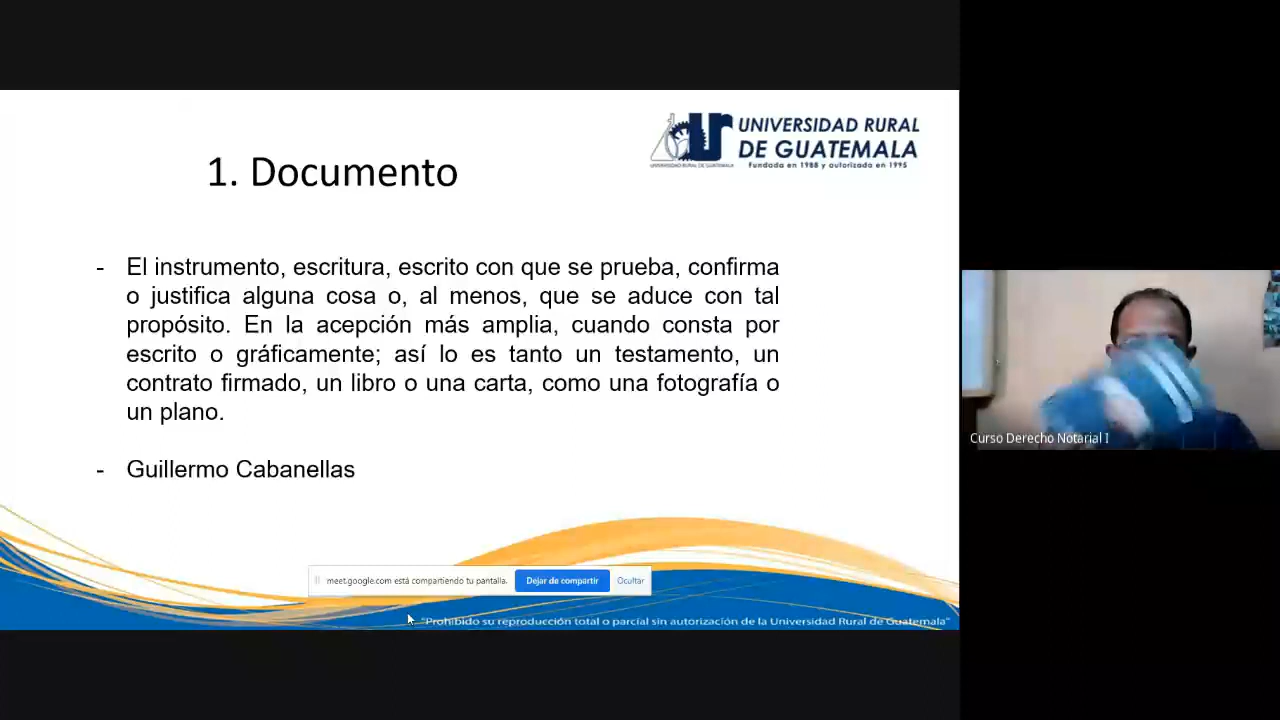 UNIVERSIDAD RURAL
DE GUATEMALA
Fundada en 1988 y autorizada en 1995
UNIVERSIDAD RURAL DE GUATEMALA
1. Documento
- El instrumento, escritura, escrito con que se prueba, confirma
o justifica alguna cosa o, al menos, que se aduce con tal
propósito. En la acepción más amplia, cuando consta por
escrito o gráficamente; así lo es tanto un testamento, un
contrato firmado, un libro o una carta, como una fotografía o
un plano.
- Guillermo Cabanellas
Curso Derecho Notarial I
meet.google.com está compartiendo tu pantalla.
Dejar de compartir
Ocultar
"Prohibido su reproducción total o parcial sin autorización de la Universidad Rural de Guatemala"